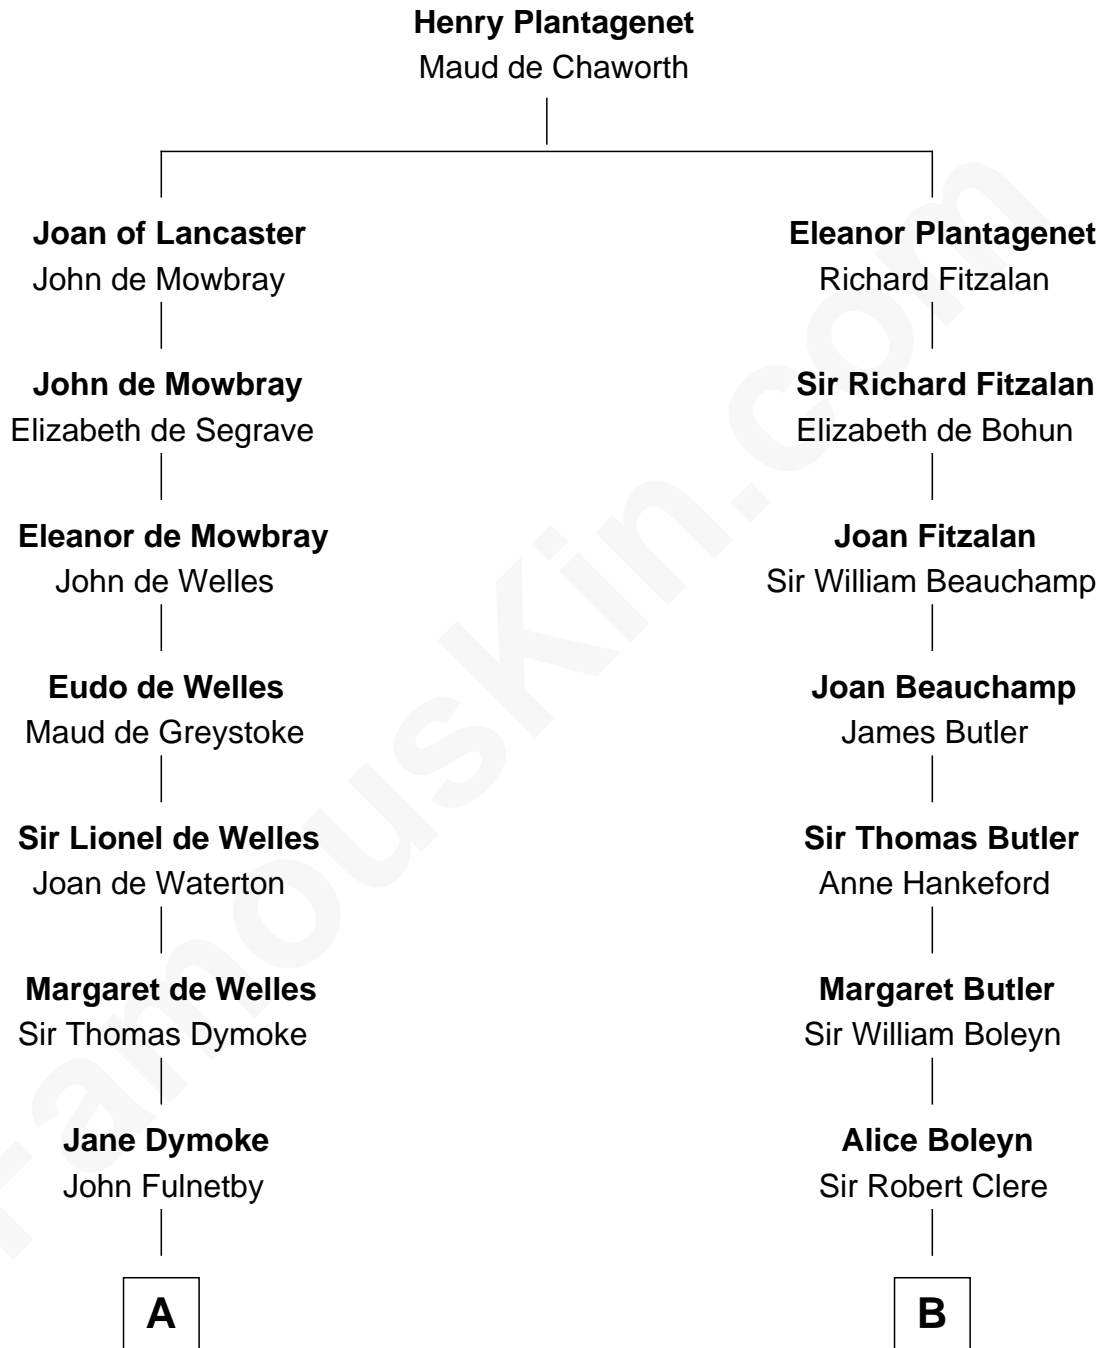 Henry Plantagenet
Maud de Chaworth
Joan of Lancaster
John de Mowbray
Eleanor Plantagenet
Richard Fitzalan
John de Mowbray
Elizabeth de Segrave
Sir Richard Fitzalan
Elizabeth de Bohun
Eleanor de Mowbray
John de Welles
Joan Fitzalan
Sir William Beauchamp
Eudo de Welles
Maud de Greystoke
Joan Beauchamp
James Butler
Sir Lionel de Welles
Joan de Waterton
Sir Thomas Butler
Anne Hankeford
Margaret de Welles
Sir Thomas Dymoke
Margaret Butler
Sir William Boleyn
Jane Dymoke
John Fulnetby
Alice Boleyn
Sir Robert Clere
A
B
FamousKin.com